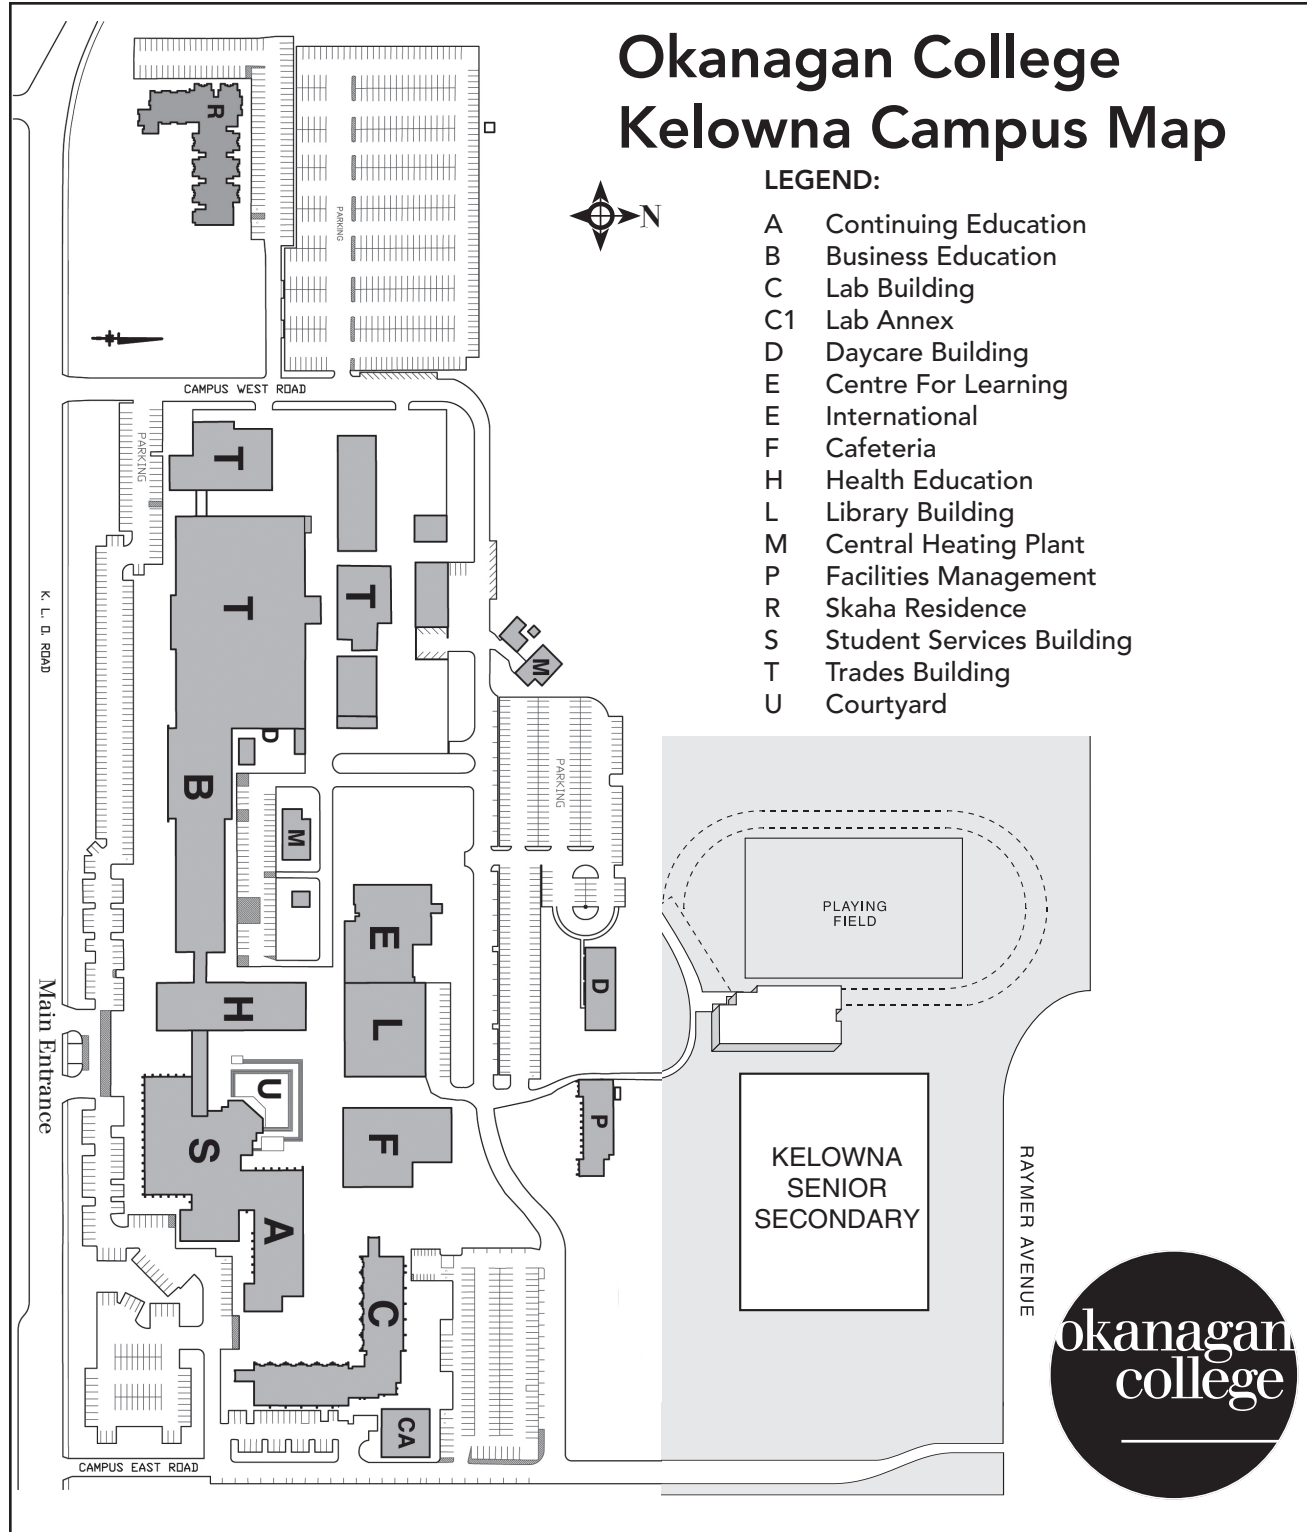 Okanagan College
Kelowna Campus Map
LEGEND:
A Continuing Education
B Business Education
C Lab Building
C1 Lab Annex
D Daycare Building
E Centre For Learning
E International
F Cafeteria
H Health Education
L Library Building
M Central Heating Plant
P Facilities Management
R Skaha Residence
S Student Services Building
T Trades Building
U Courtyard
N
R
PARKING
CAMPUS WEST ROAD
PARKING
T
T
T
K. L. O. ROAD
M
D
B
PARKING
M
PLAYING
FIELD
E
D
Main Entrance
H
L
U
P
S
F
KELOWNA
SENIOR
SECONDARY
A
RAYMER AVENUE
C
CA
CAMPUS EAST ROAD
okanagan
college